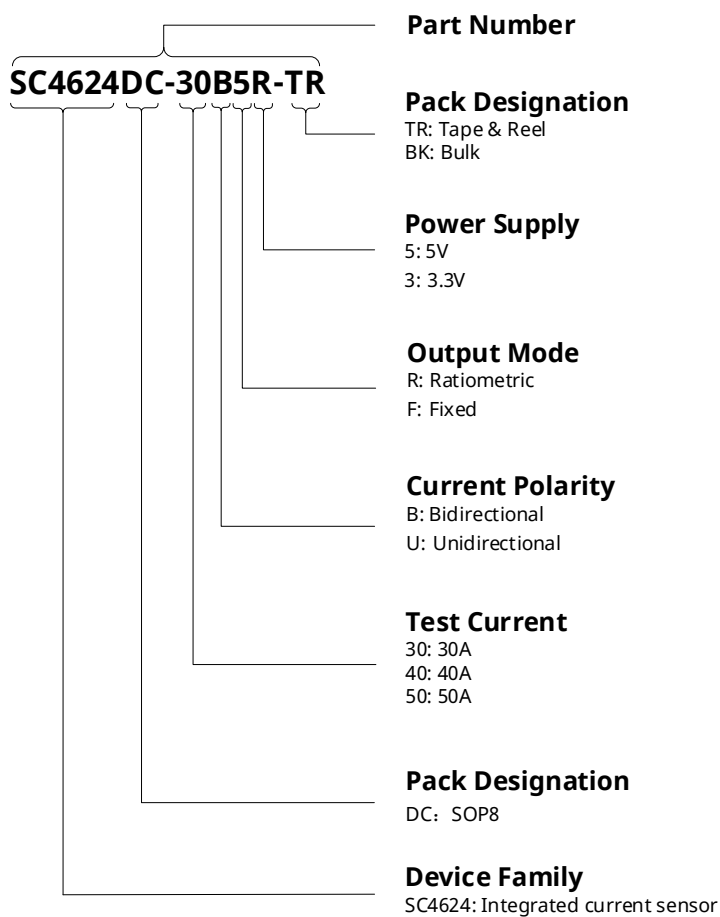 Part Number
SC4624DC-30B5R-TR
Pack Designation
TR: Tape & Reel
BK: Bulk
Power Supply
5: 5V
3: 3.3V
Output Mode
R: Ratiometric
F: Fixed
Current Polarity
B: Bidirectional
U: Unidirectional
Test Current
30: 30A
40: 40A
50: 50A
Pack Designation
DC：SOP8
Device Family
SC4624: Integrated current sensor